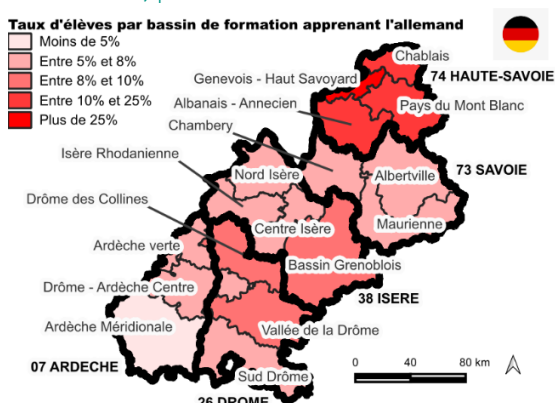 Taux d'élèves par bassin de formation apprenant l'allemand
Moins de 5%
Entre 5% et 8%
Entre 8% et 10%
Entre 10% et 25%
Plus de 25%
Chablais
Genevois - Haut Savoyard
74 HAUTE-SAVOIE
Albanais - Annecien
Pays du Mont Blanc
Chambery
Isère Rhodanienne
Nord Isère
Albertville
73 SAVOIE
Drôme des Collines
Centre Isère
Maurienne
Ardèche verte
Bassin Grenoblois
Drôme - Ardèche Centre
38 ISERE
Ardèche Méridionale
Vallée de la Drôme
07 ARDECHE
Sud Drôme
0 40 80 km
26 DROME